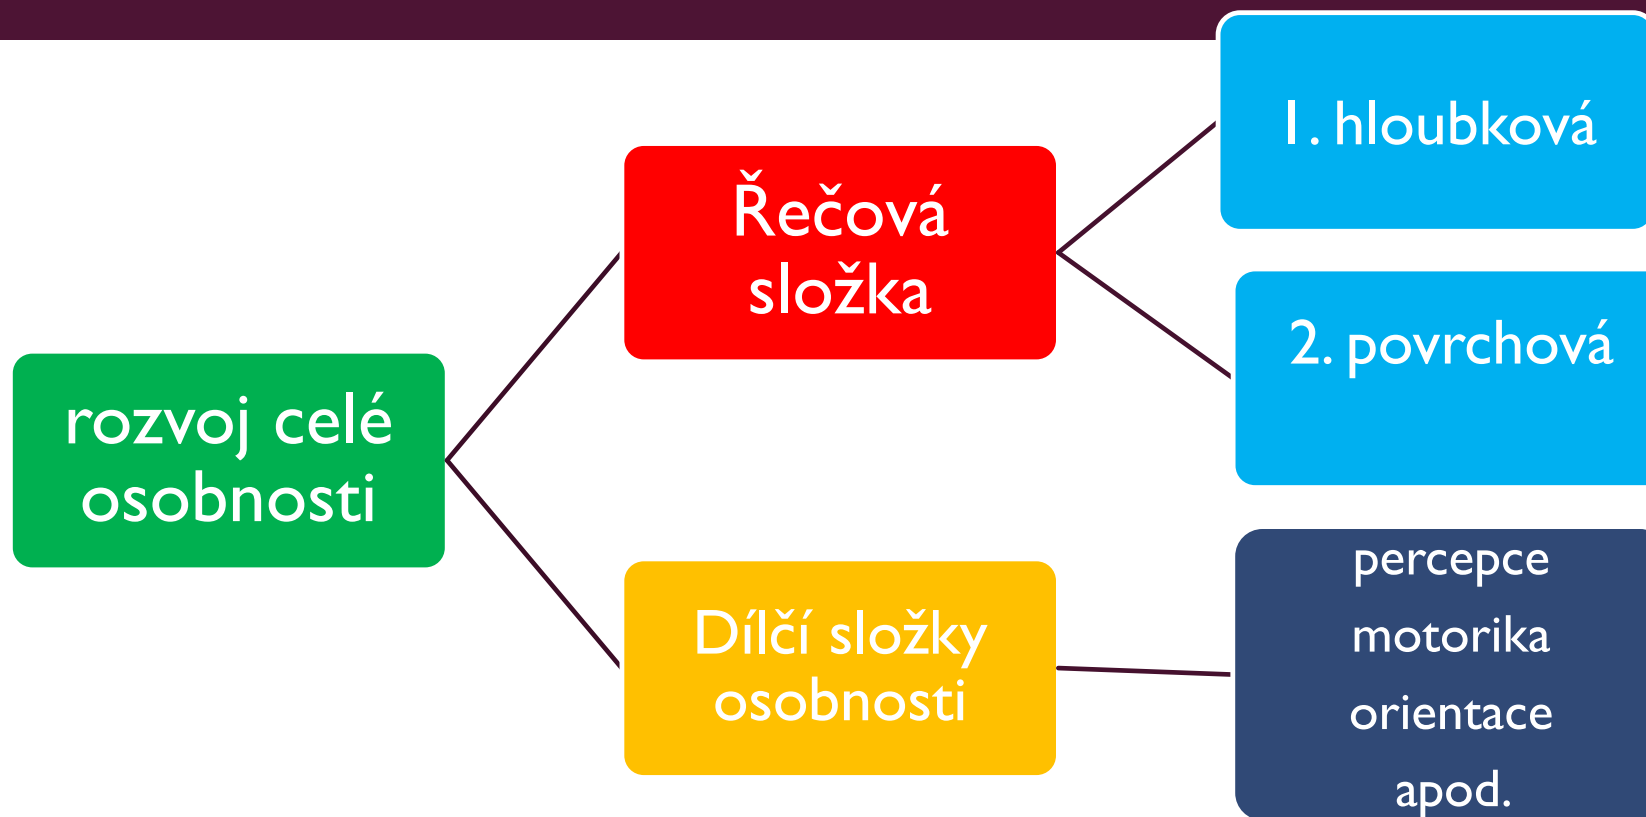 rozvoj celé
osobnosti
Řečová
složka
1. hloubková
2. povrchová
Dílčí složky
osobnosti
percepce
motorika
orientace
apod.